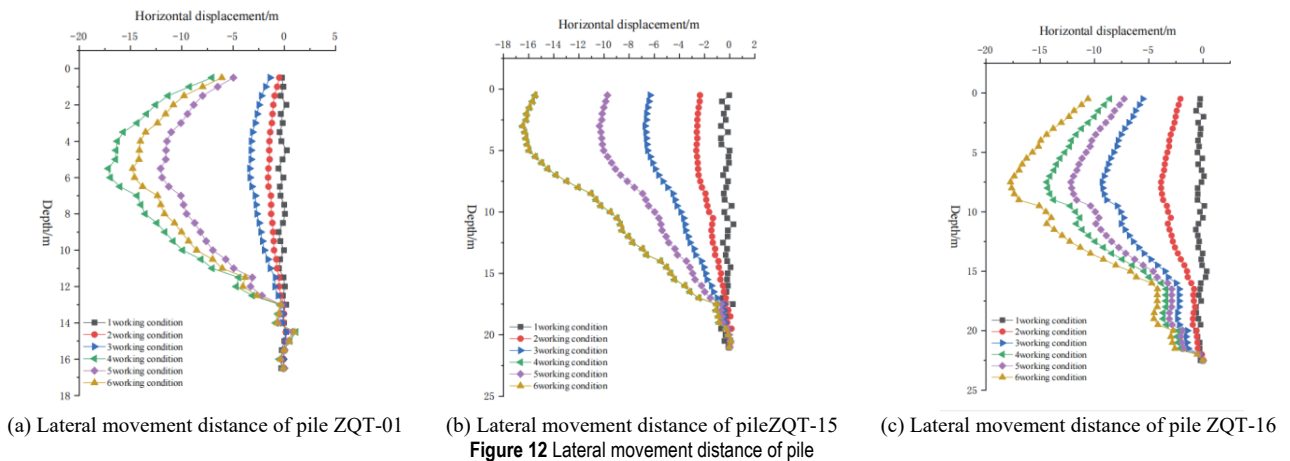 Horizontal displacement/m
−20 −15 −10 −5 0 5
0
2
4
6
8
10
12
14
16
18
Depth/m
1working condition
2working condition
3working condition
4working condition
5working condition
6working condition
(a) Lateral movement distance of pile ZQT-01
Horizontal displacement/m
−18 −16 −14 −12 −10 −8 −6 −4 −2 0 2
0
5
10
15
20
25
Depth/m
1working condition
2working condition
3working condition
4working condition
5working condition
6working condition
(b) Lateral movement distance of pileZQT-15
Horizontal displacement/m
−20 −15 −10 −5 0
0
5
10
15
20
25
Depth/m
1working condition
2working condition
3working condition
4working condition
5working condition
6working condition
(c) Lateral movement distance of pile ZQT-16
Figure 12 Lateral movement distance of pile